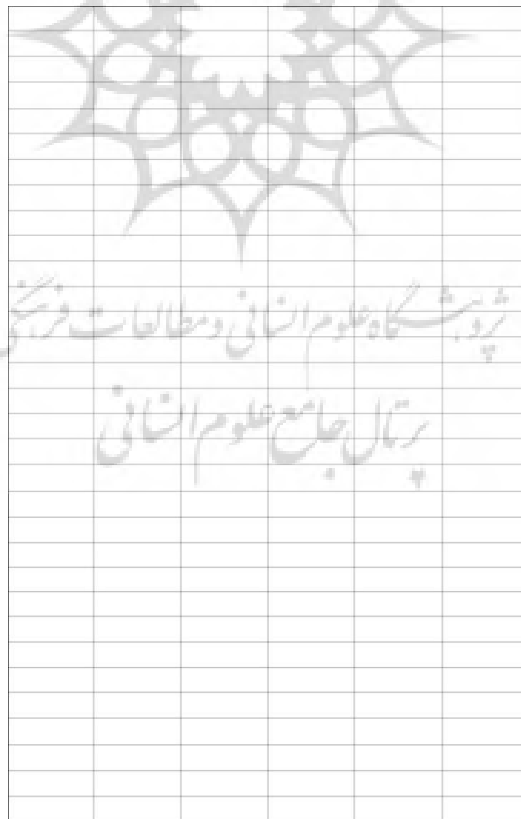 پژوهشگاه علوم انسانی و مطالعات فرهنگی
پرتال جامع علوم انسانی